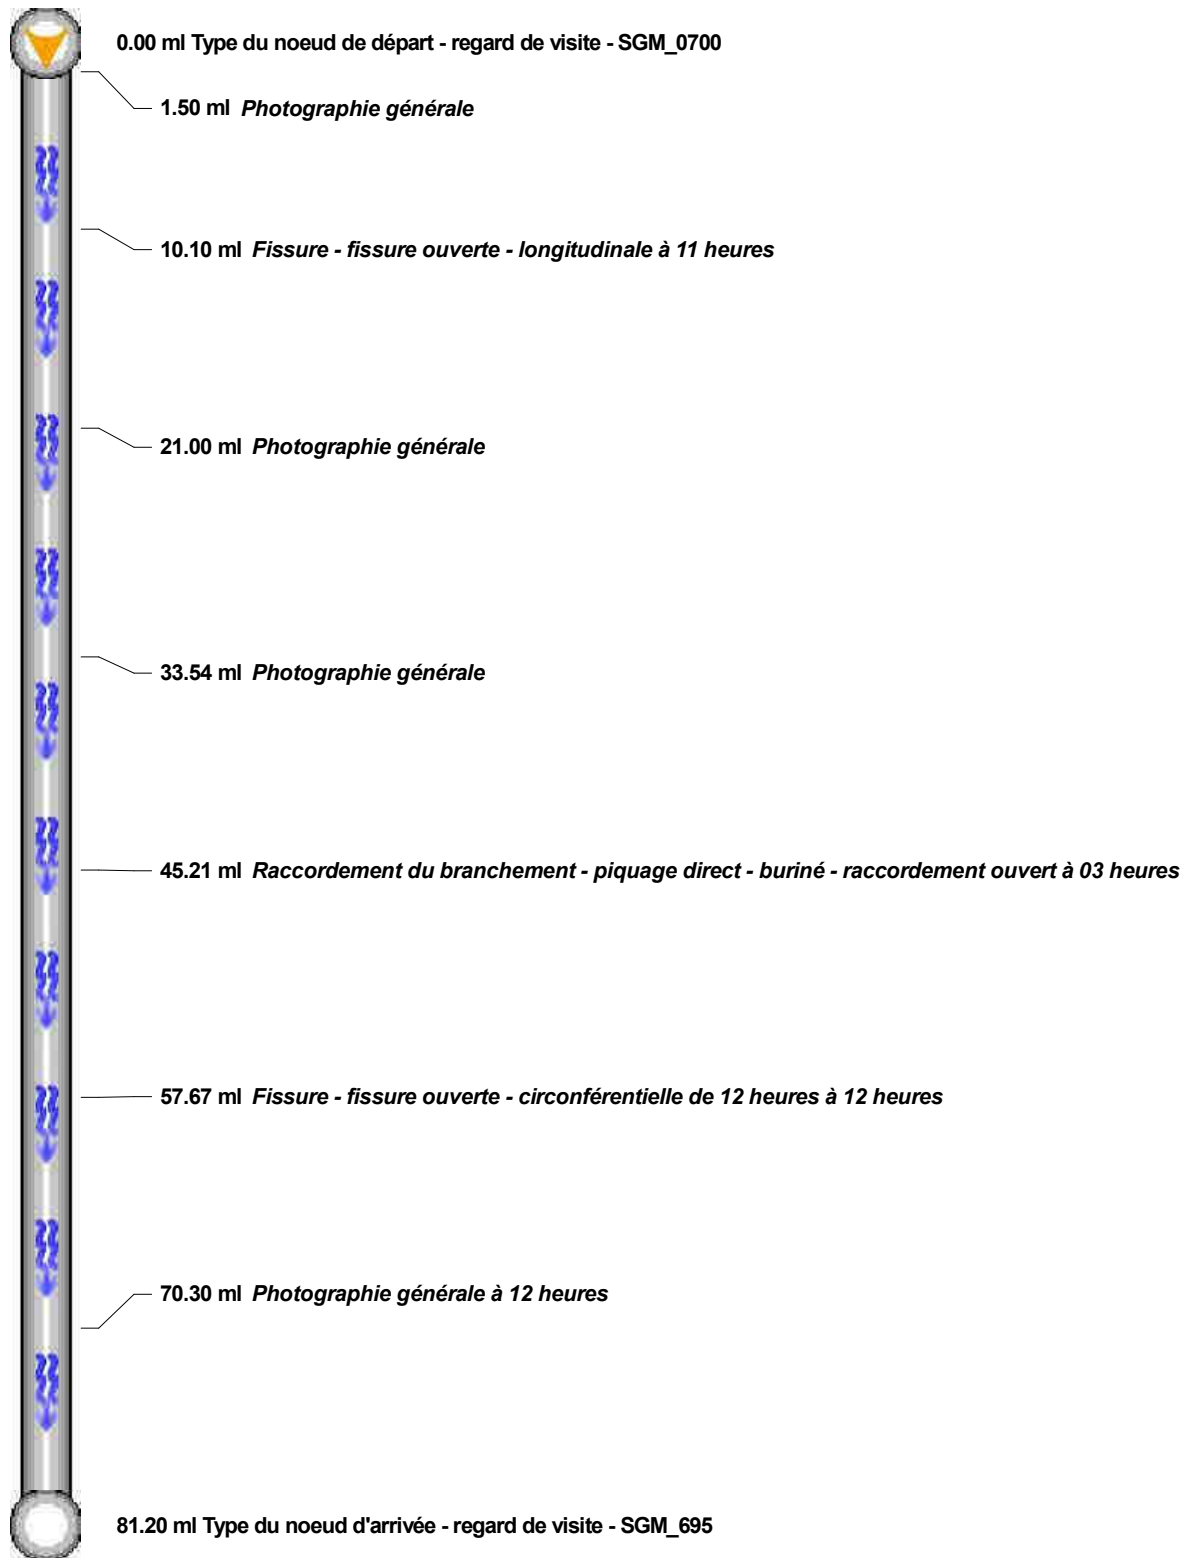 0.00 ml Type du noeud de départ - regard de visite - SGM_0700
1.50 ml Photographie générale
10.10 ml Fissure - fissure ouverte - longitudinale à 11 heures
21.00 ml Photographie générale
33.54 ml Photographie générale
45.21 ml Raccordement du branchement - piquage direct - buriné - raccordement ouvert à 03 heures
57.67 ml Fissure - fissure ouverte - circonférentielle de 12 heures à 12 heures
70.30 ml Photographie générale à 12 heures
81.20 ml Type du noeud d'arrivée - regard de visite - SGM_695